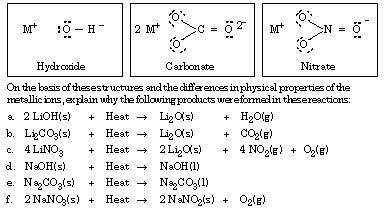 M+ :O – H –
2 M+ O O C = O 2–
M+ O O N = O –
Hydroxide
Carbonate
Nitrate
On the basis of these structures and the differences in physical properties of the
metallic ions, explain why the following products were formed in these reactions:
a. 2 LiOH(s) + Heat → Li2O(s) + H2O(g)
b. Li2CO3(s) + Heat → Li2O(s) + CO2(g)
c. 4 LiNO3 + Heat → 2 Li2O(s) + 4 NO2(g) + O2(g)
d. NaOH(s) + Heat → NaOH(l)
e. Na2CO3(s) + Heat → Na2CO3(l)
f. 2 NaNO3(s) + Heat → 2 NaNO2(s) + O2(g)